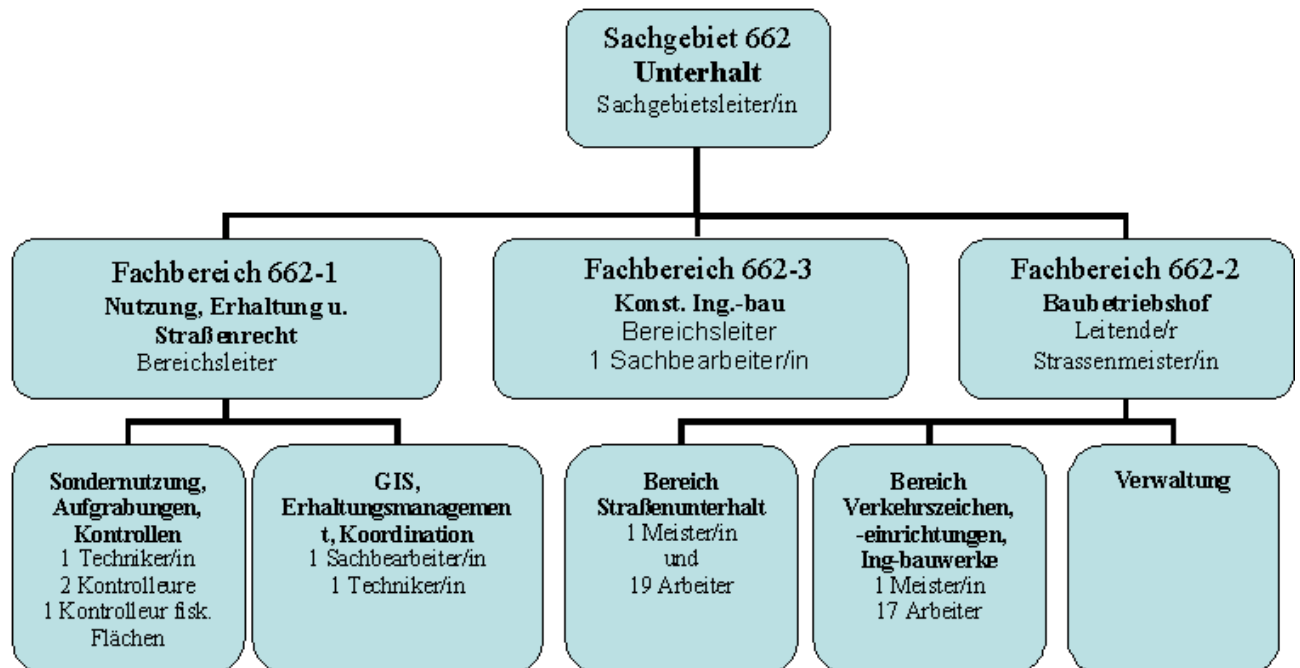 Sachgebiet 662
Unterhalt
Sachgebietsleiter/in
Fachbereich 662-1
Nutzung, Erhaltung u.
Straßenrecht
Bereichsleiter
Fachbereich 662-3
Konst. Ing.-bau
Bereichsleiter
1 Sachbearbeiter/in
Fachbereich 662-2
Baubetriebshof
Leitende/r
Strassenmeister/in
Sondernutzung,
Aufgrabungen,
Kontrollen
1 Techniker/in
2 Kontrolleure
1 Kontrolleur fisk.
Flächen
GIS,
Erhaltungsmanagemen
t, Koordination
1 Sachbearbeiter/in
1 Techniker/in
Bereich
Straßenunterhalt
1 Meister/in
und
19 Arbeiter
Bereich
Verkehrszeichen,
-einrichtungen,
Ing-bauwerke
1 Meister/in
17 Arbeiter
Verwaltung